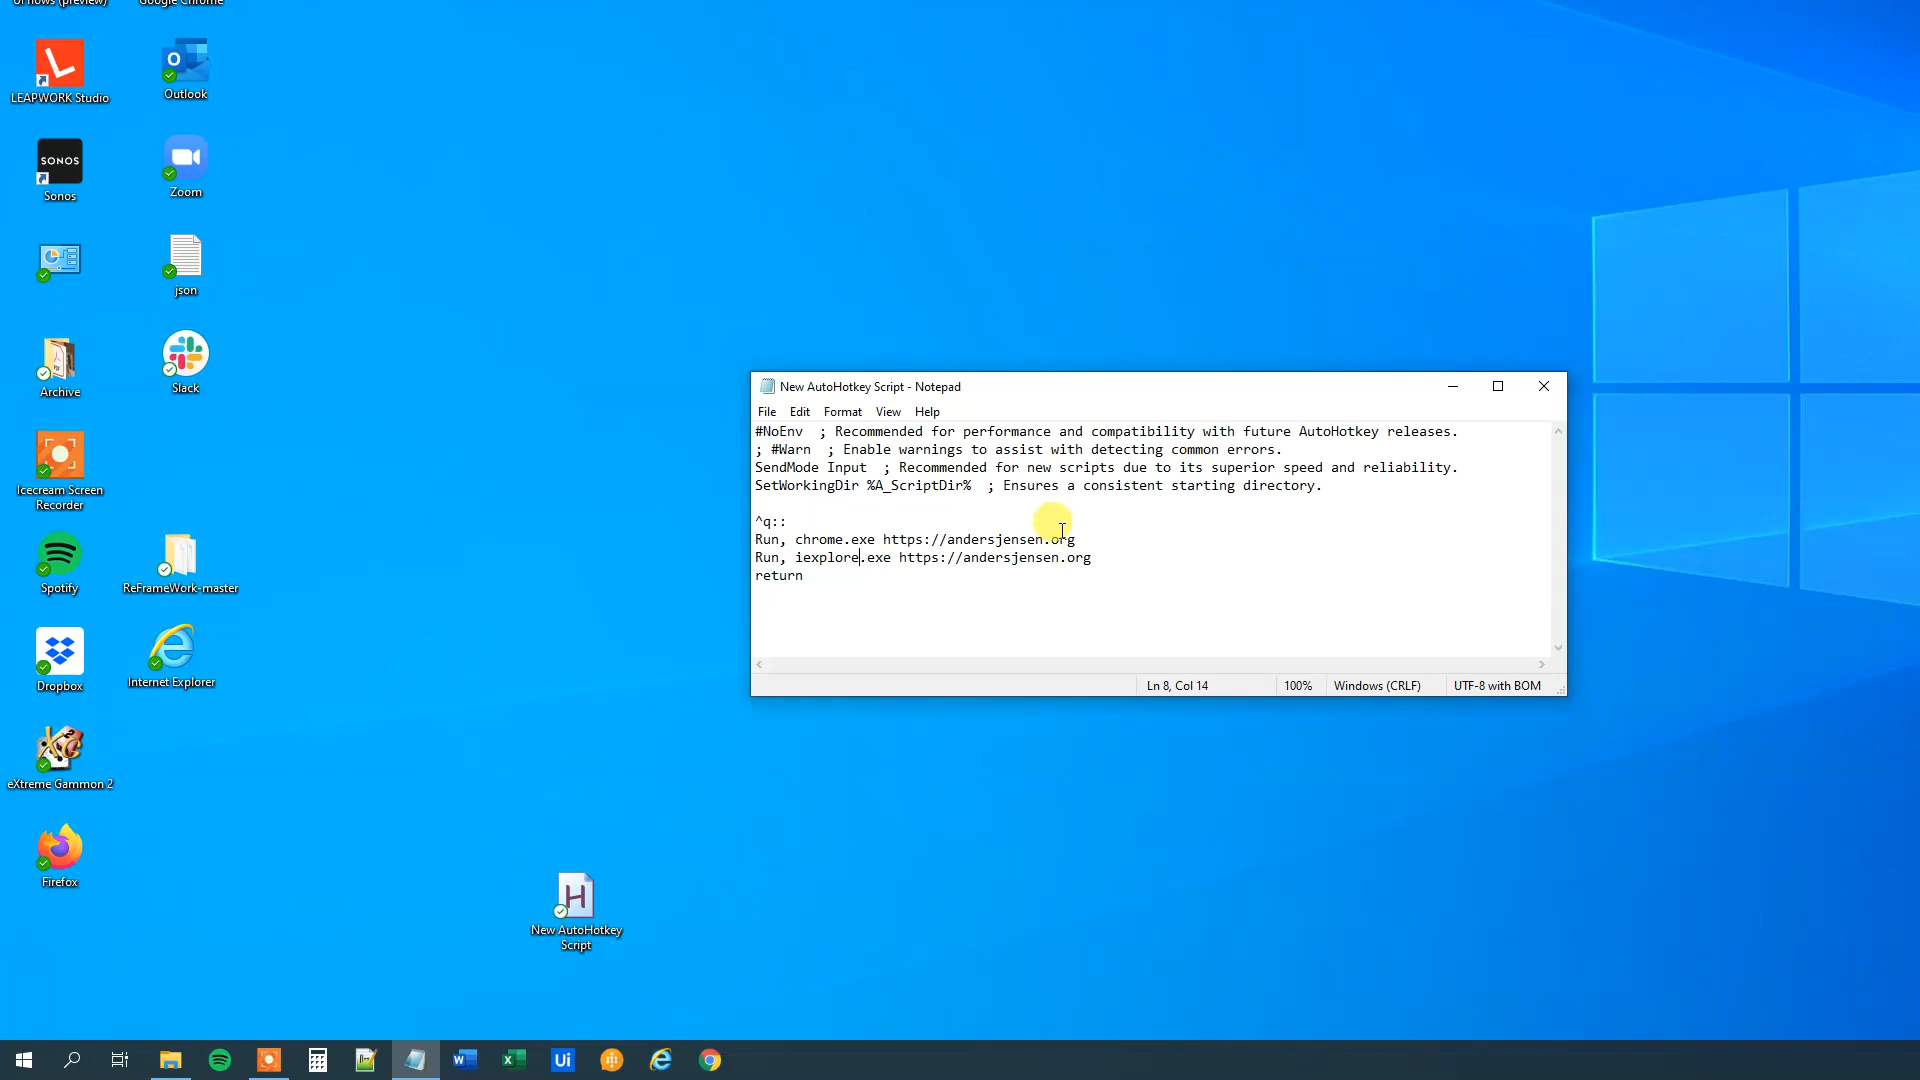 Google Chrome
LEAPWORK Studio
Outlook
SONOS
Sonos
Zoom
json
Archive
Slack
Icecream Screen
Recorder
Spotify
ReFrameWork-master
Dropbox
Internet Explorer
eXtreme Gammon 2
Firefox
New AutoHotkey
Script
New AutoHotkey Script - Notepad
File Edit Format View Help
#NoEnv  ; Recommended for performance and compatibility with future AutoHotkey releases.
; #Warn  ; Enable warnings to assist with detecting common errors.
SendMode Input  ; Recommended for new scripts due to its superior speed and reliability.
SetWorkingDir %A_ScriptDir%  ; Ensures a consistent starting directory.
^q::
Run, chrome.exe https://andersjensen.org
Run, iexplore.exe https://andersjensen.org
return
Ln 8, Col 14 100% Windows (CRLF) UTF-8 with BOM
Ui